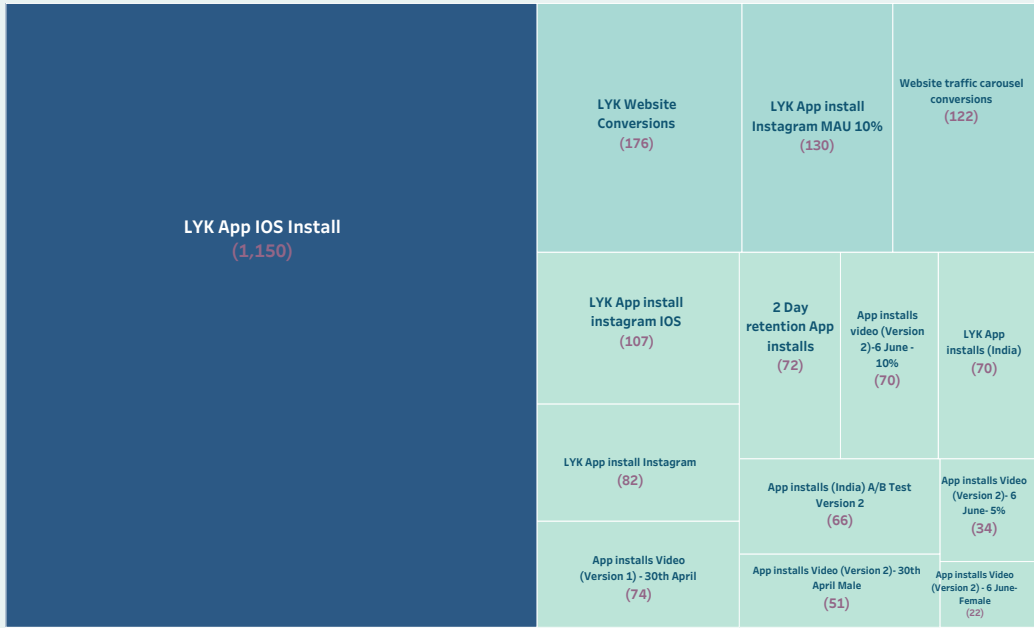 LYK App IOS Install
(1,150)
LYK Website
Conversions
(176)
LYK App install
Instagram MAU 10%
(130)
Website traffic carousel
conversions
(122)
LYK App install
instagram IOS
(107)
2 Day
retention App
installs
(72)
App installs
video (Version
2)-6 June -
10%
(70)
LYK App
installs (India)
(70)
LYK App install Instagram
(82)
App installs (India) A/B Test
Version 2
(66)
App installs Video
(Version 2)- 6
June- 5%
(34)
App installs Video
(Version 1) - 30th April
(74)
App installs Video (Version 2)- 30th
April Male
(51)
App installs Video
(Version 2) - 6 June-
Female
(22)